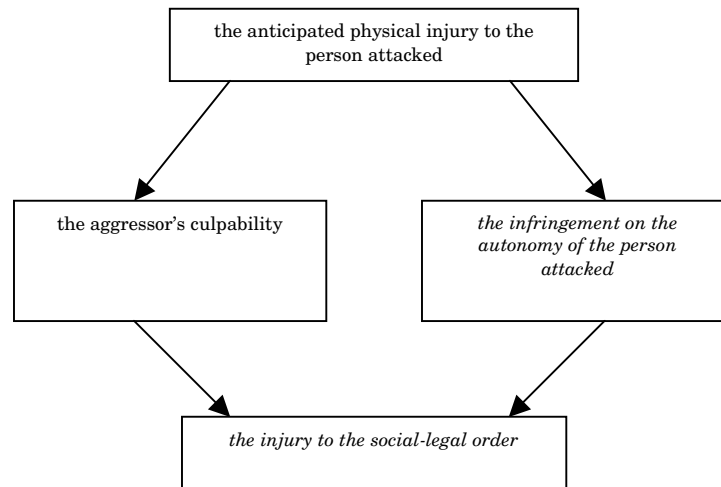 the anticipated physical injury to the
person attacked
the aggressor’s culpability
the infringement on the
autonomy of the person
attacked
the injury to the social-legal order